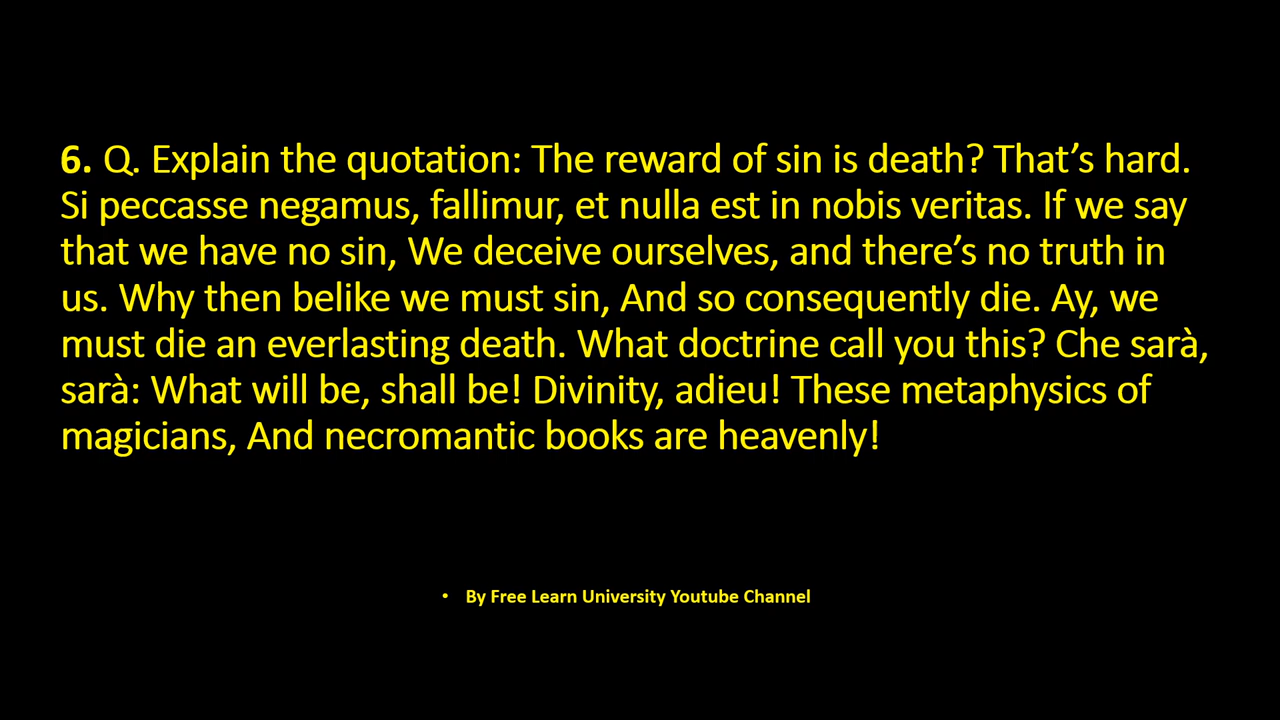 6. Q. Explain the quotation: The reward of sin is death? That’s hard.
Si peccasse negamus, fallimur, et nulla est in nobis veritas. If we say
that we have no sin, We deceive ourselves, and there’s no truth in
us. Why then belike we must sin, And so consequently die. Ay, we
must die an everlasting death. What doctrine call you this? Che sarà,
sarà: What will be, shall be! Divinity, adieu! These metaphysics of
magicians, And necromantic books are heavenly!
• By Free Learn University Youtube Channel